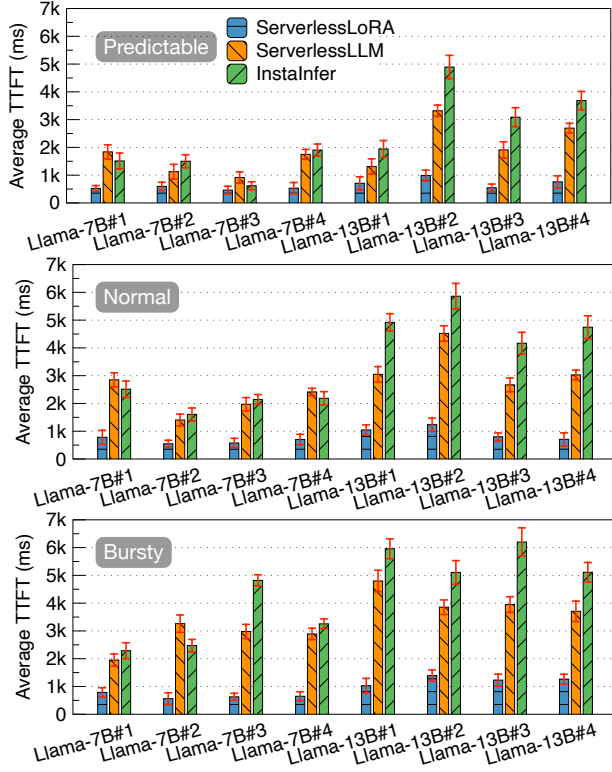 Average TTFT (ms)
7k
6k
5k
4k
3k
2k
1k
0
Predictable
ServerlessLoRA
ServerlessLLM
InstaInfer
Llama-7B#1
Llama-7B#2
Llama-7B#3
Llama-7B#4
Llama-13B#1
Llama-13B#2
Llama-13B#3
Llama-13B#4
Average TTFT (ms)
7k
6k
5k
4k
3k
2k
1k
0
Normal
Llama-7B#1
Llama-7B#2
Llama-7B#3
Llama-7B#4
Llama-13B#1
Llama-13B#2
Llama-13B#3
Llama-13B#4
Average TTFT (ms)
7k
6k
5k
4k
3k
2k
1k
0
Bursty
Llama-7B#1
Llama-7B#2
Llama-7B#3
Llama-7B#4
Llama-13B#1
Llama-13B#2
Llama-13B#3
Llama-13B#4